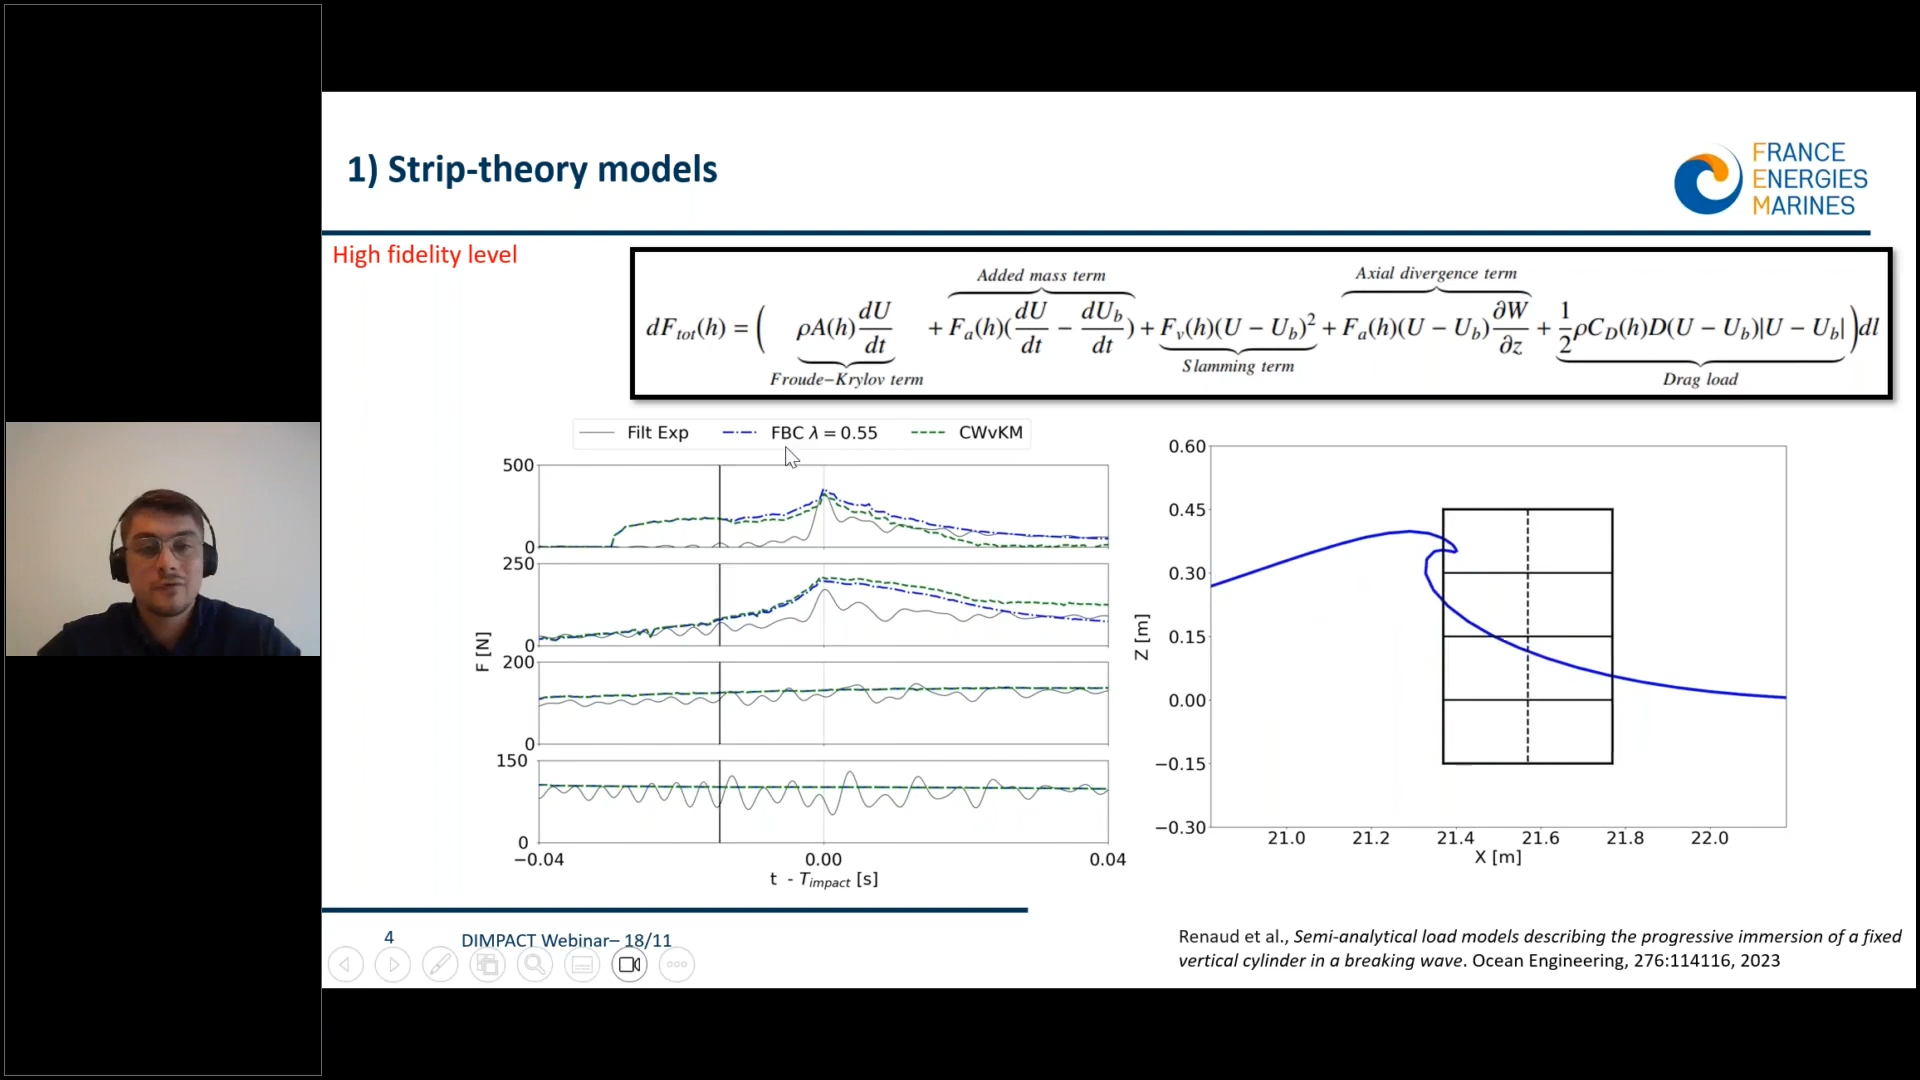 1) Strip-theory models
FRANCE
ENERGIES
MARINES
High fidelity level
Added mass term
Axial divergence term
dF_tot(h) = ( ρA(h) dU/dt + F_a(h)(dU/dt − dU_b/dt) + F_v(h)(U − U_b)² + F_a(h)(U − U_b) ∂W/∂z + 1/2 ρC_D(h)D(U − U_b)|U − U_b| ) dl
Froude−Krylov term
Slamming term
Drag load
Filt Exp
FBC λ = 0.55
CWvKM
500
0
250
0
200
0
150
0
F [N]
−0.04
0.00
0.04
t - T_impact [s]
0.60
0.45
0.30
0.15
0.00
−0.15
−0.30
Z [m]
21.0
21.2
21.4
21.6
21.8
22.0
X [m]
4
DIMPACT Webinar– 18/11
Renaud et al., Semi-analytical load models describing the progressive immersion of a fixed
vertical cylinder in a breaking wave. Ocean Engineering, 276:114116, 2023